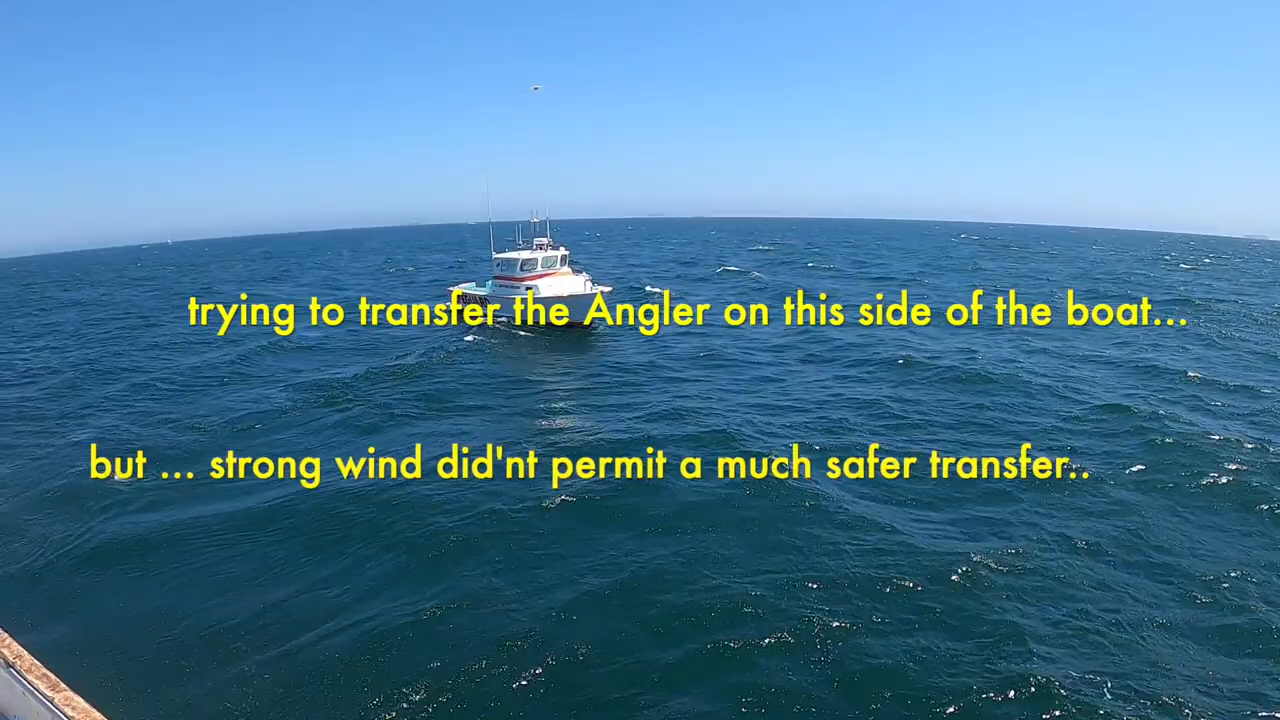 trying to transfer the Angler on this side of the boat...
but ... strong wind did'nt permit a much safer transfer..